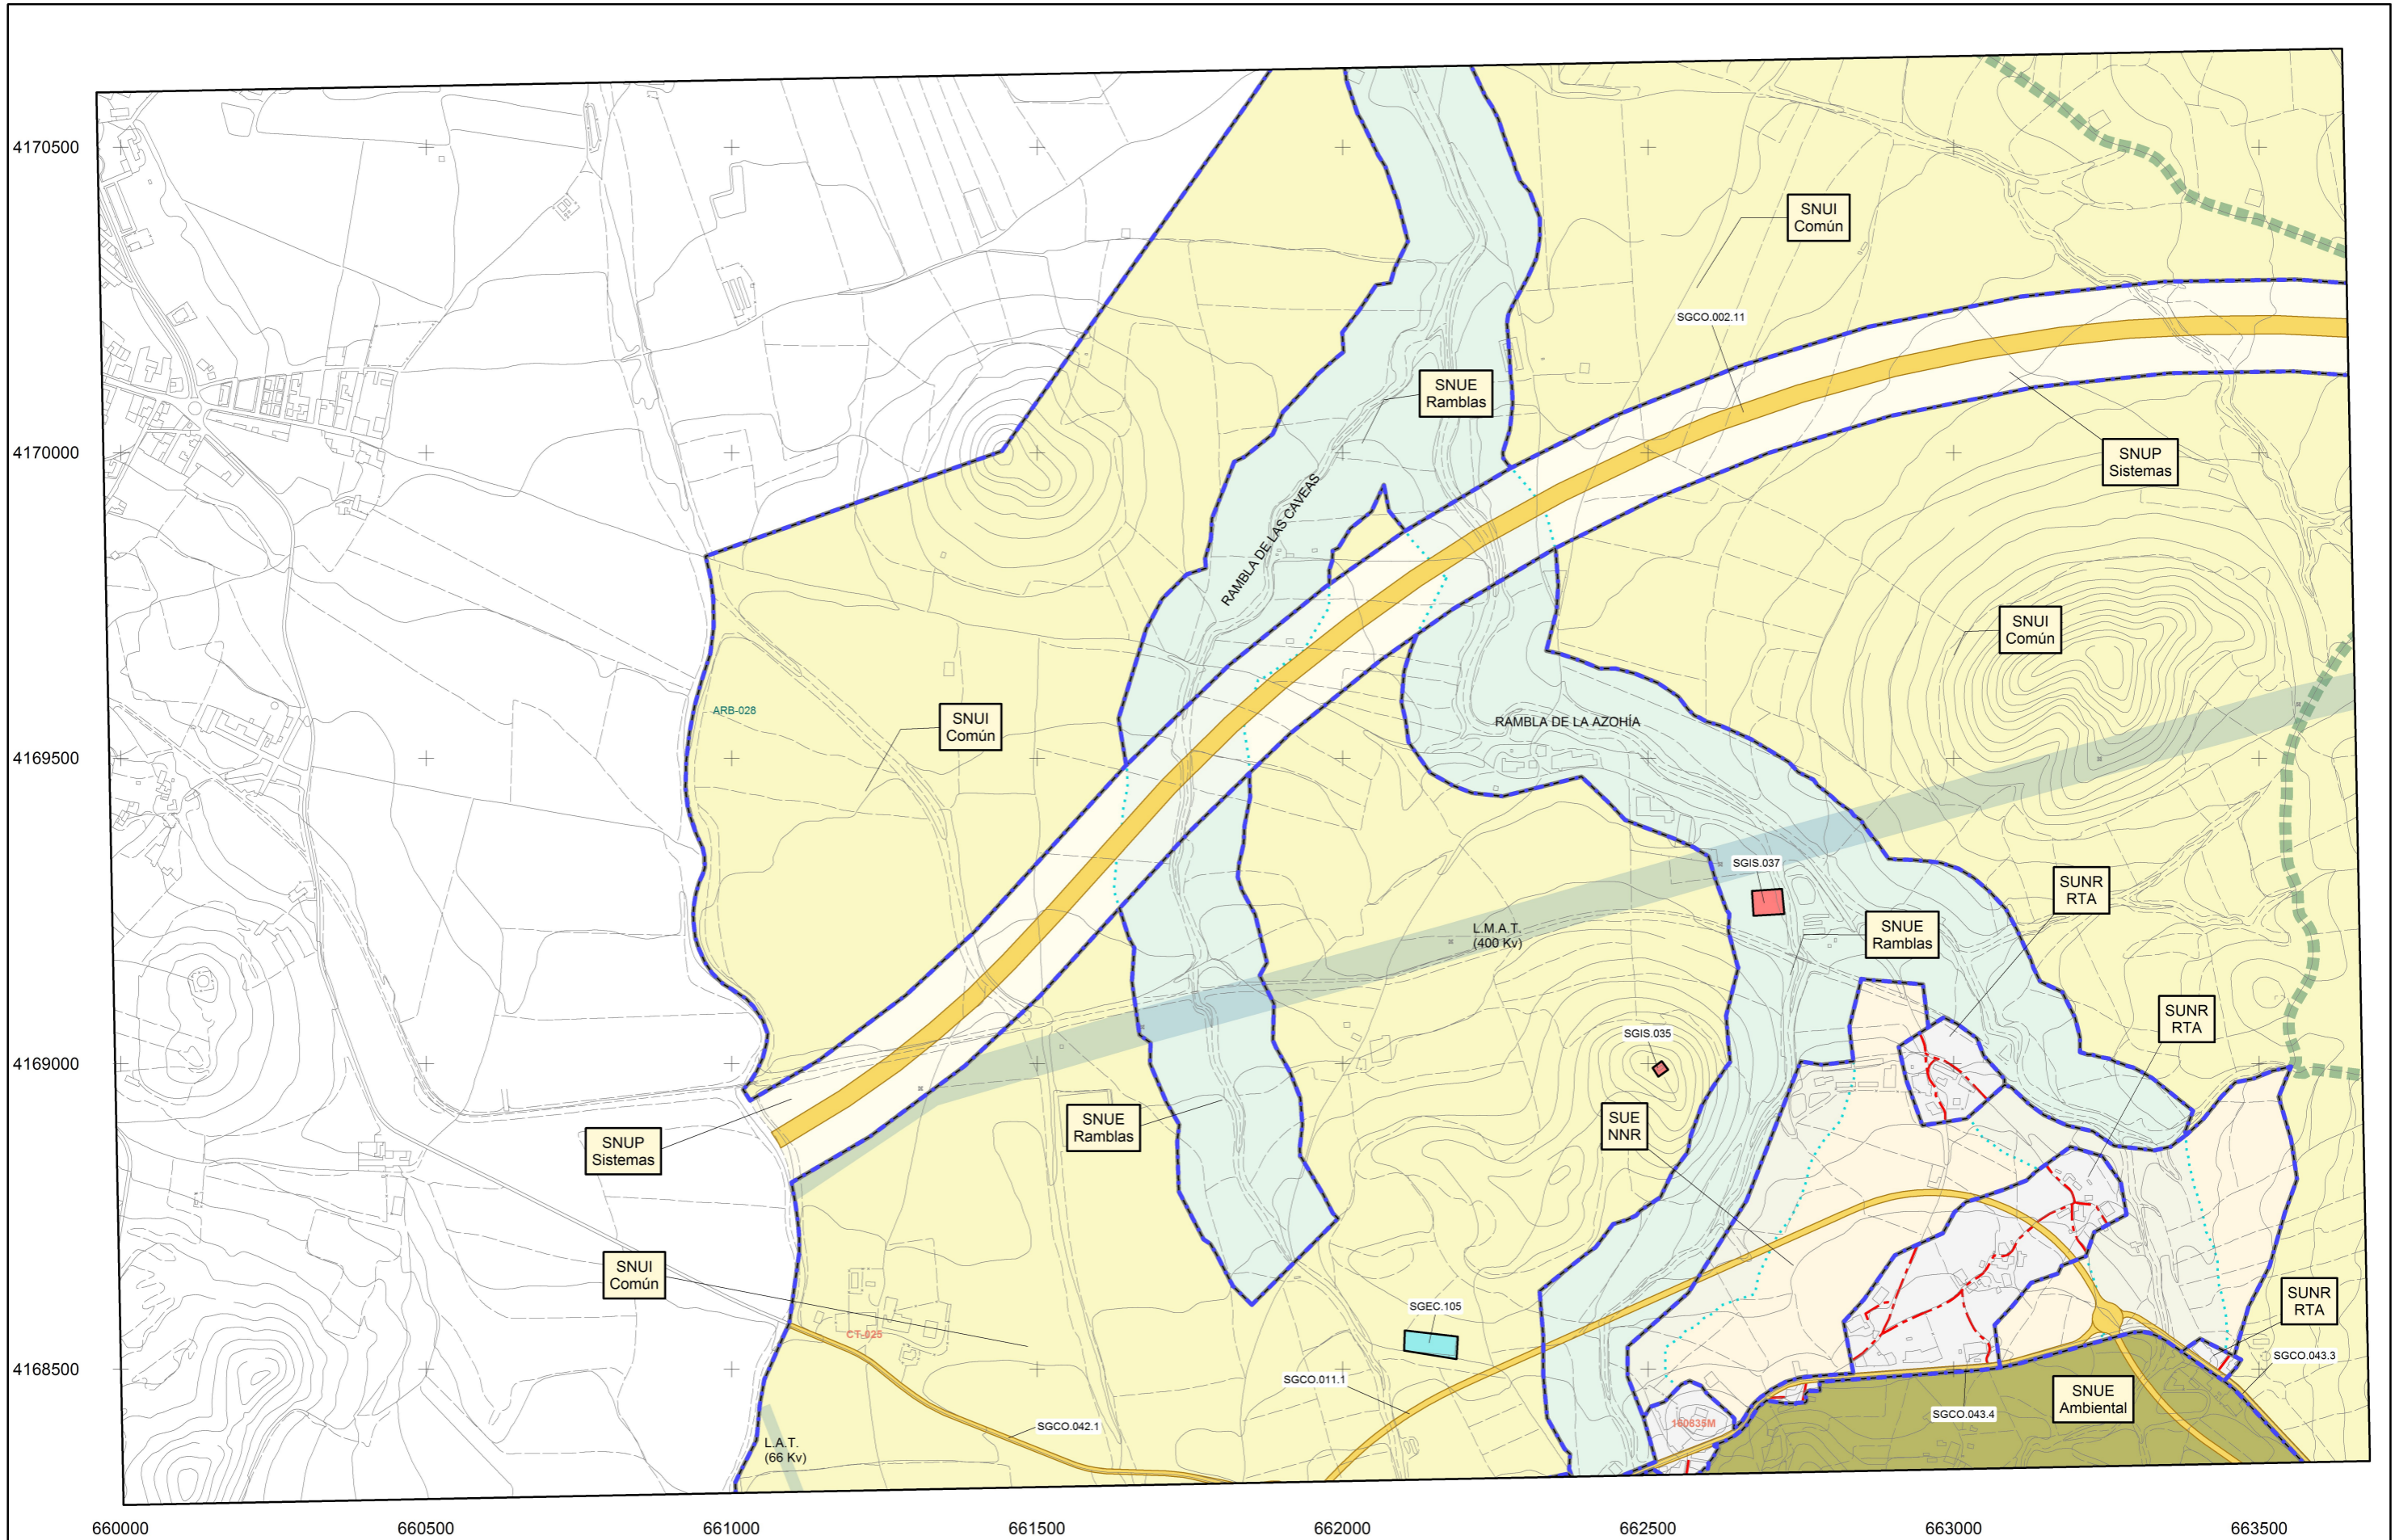 4170500
4170000
4169500
4169000
4168500
SNUI
Común
SGCO.002.11
SNUE
Ramblas
SNUP
Sistemas
RAMBLA DE LAS CAVEAS
SNUI
Común
ARB-028
SNUI
Común
RAMBLA DE LA AZOHÍA
SGIS.037
SUNR
RTA
L.M.A.T.
(400 Kv)
SNUE
Ramblas
SUNR
RTA
SGIS.035
SNUE
Ramblas
SUE
NNR
SNUP
Sistemas
SNUI
Común
SUNR
RTA
SGEC.105
CT-025
SGCO.043.3
SGCO.011.1
SNUE
Ambiental
SGCO.043.4
160835M
SGCO.042.1
L.A.T.
(66 Kv)
660000
660500
661000
661500
662000
662500
663000
663500